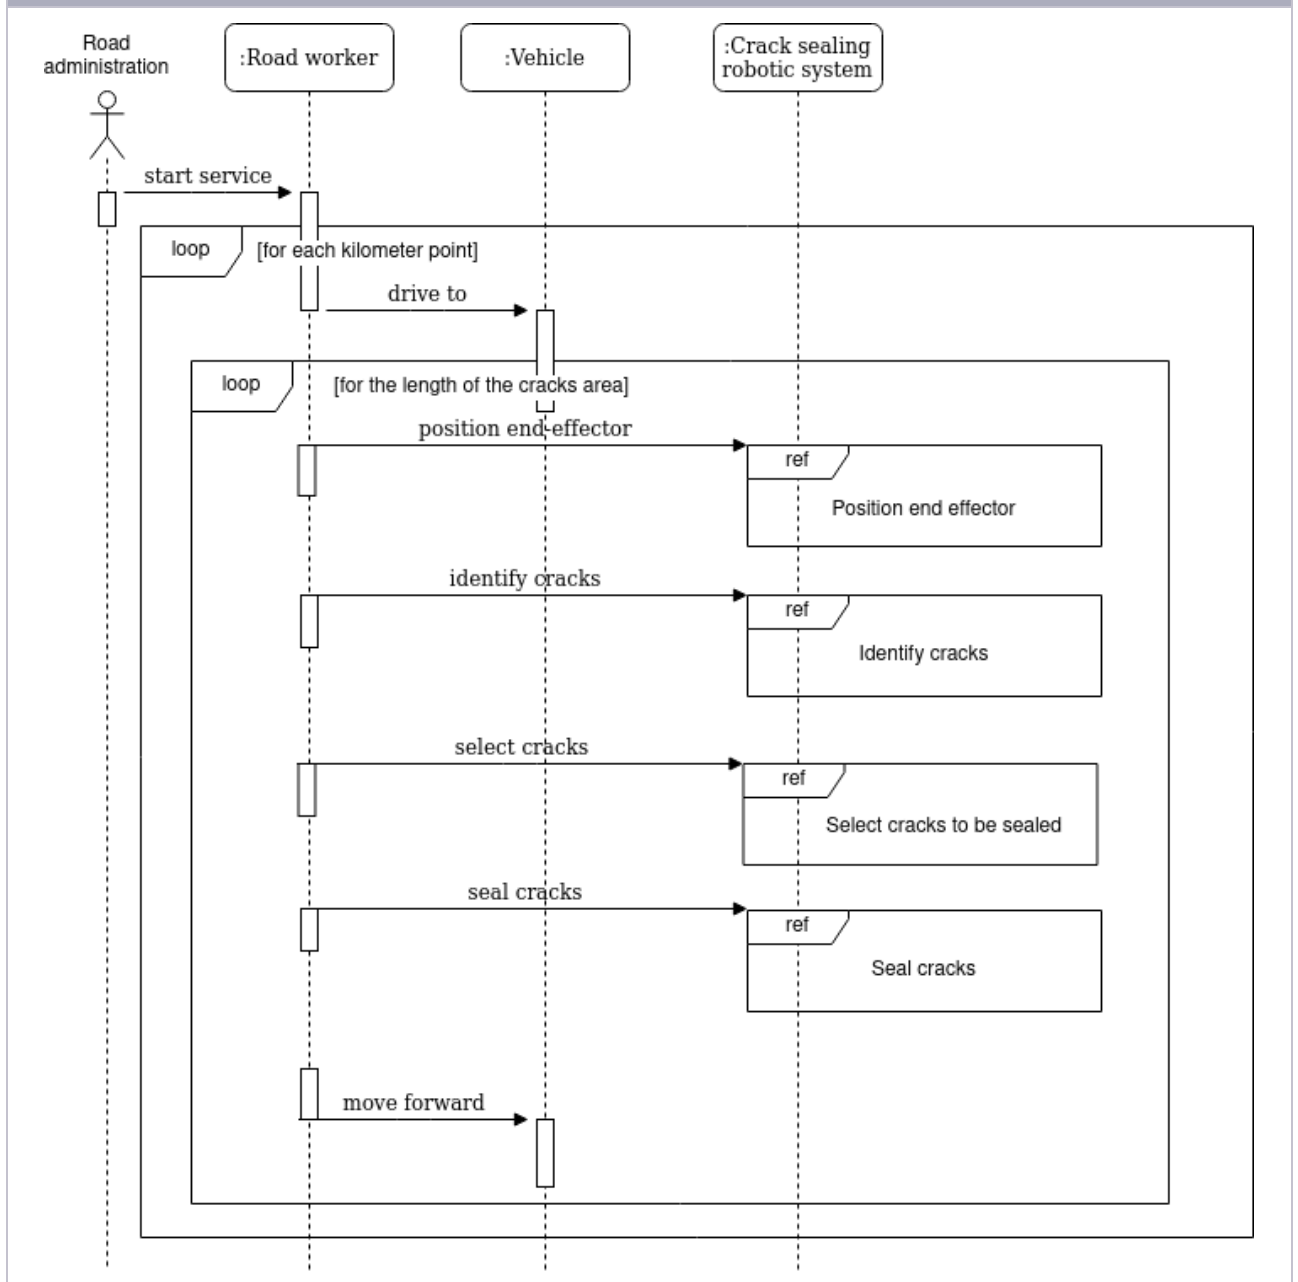 Road
administration
:Road worker
:Vehicle
:Crack sealing
robotic system
start service
loop
[for each kilometer point]
drive to
loop
[for the length of the cracks area]
position end-effector
ref
Position end effector
identify cracks
ref
Identify cracks
select cracks
ref
Select cracks to be sealed
seal cracks
ref
Seal cracks
move forward